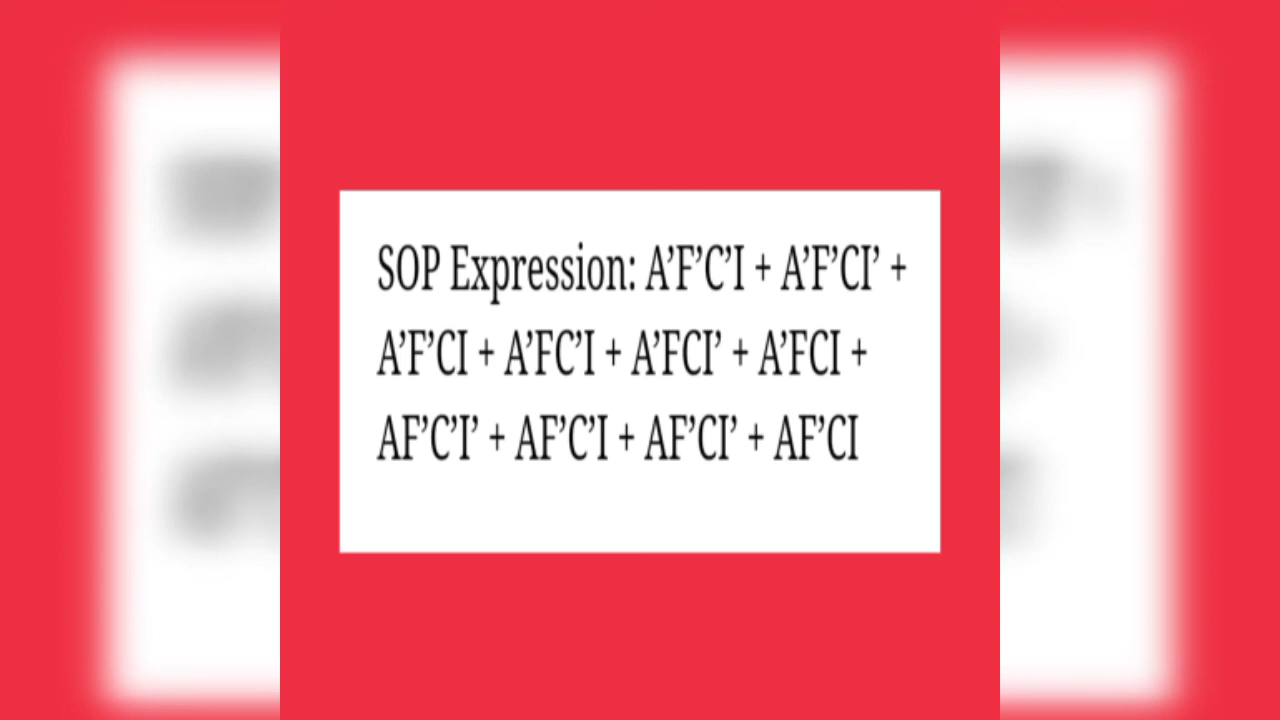 SOP Expression: A’F’C’I + A’F’CI’ +
A’F’CI + A’FC’I + A’FCI’ + A’FCI +
AF’C’I’ + AF’C’I + AF’CI’ + AF’CI